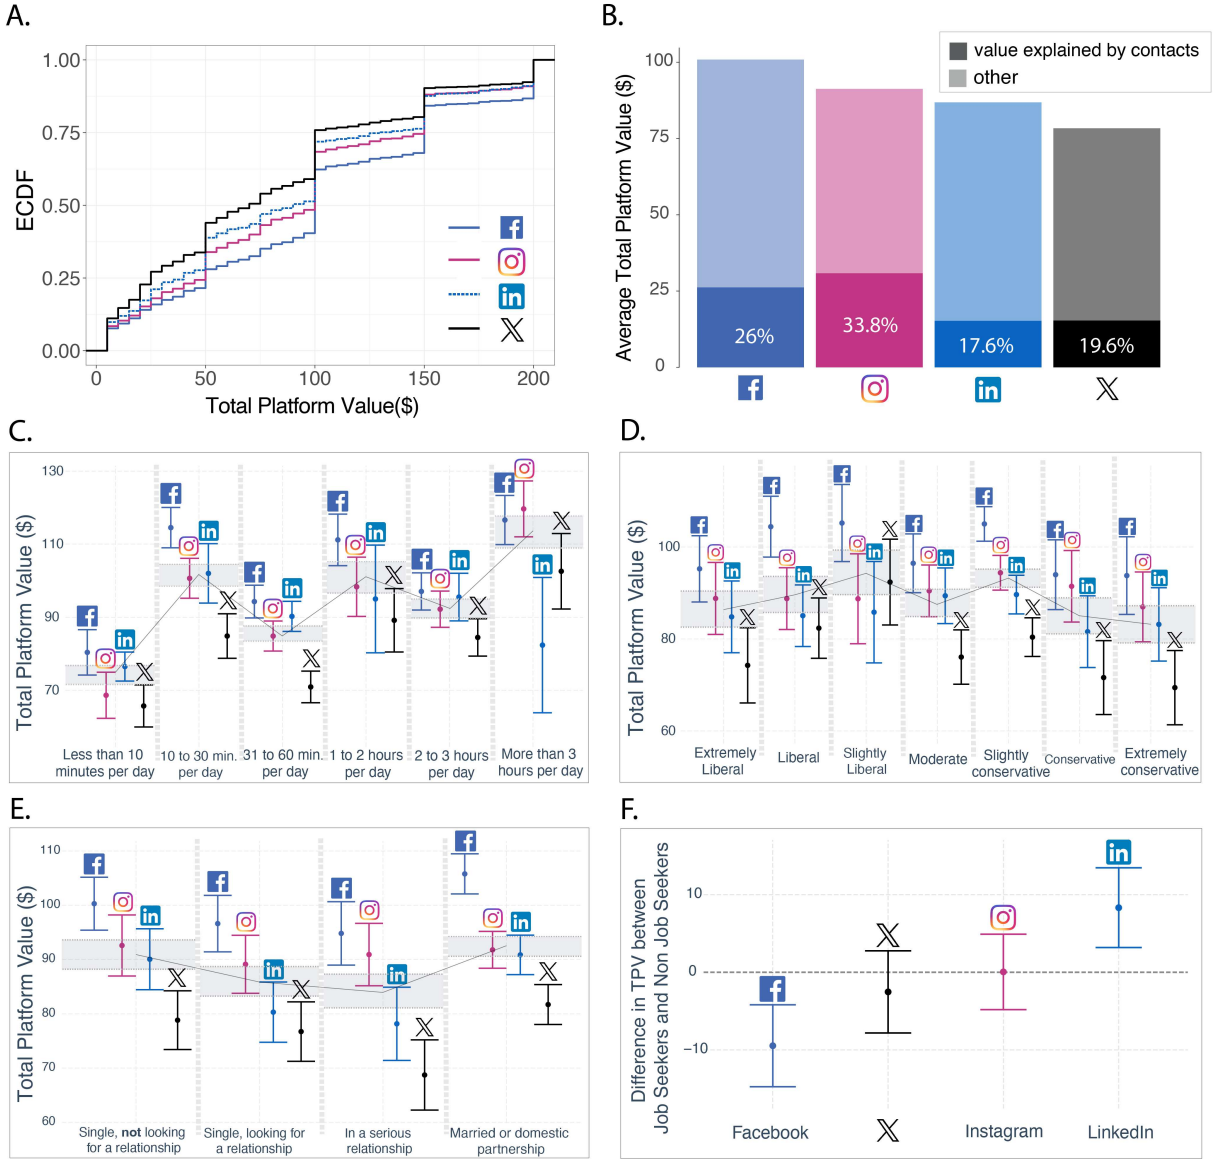 A.
ECDF
1.00
0.75
0.50
0.25
0.00
0
50
100
150
200
Total Platform Value($)
f
in
X
B.
Average Total Platform Value ($)
100
75
50
25
0
value explained by contacts
other
26%
33.8%
17.6%
19.6%
f
in
X
C.
Total Platform Value ($)
130
110
90
70
Less than 10
minutes per day
10 to 30 min.
per day
31 to 60 min.
per day
1 to 2 hours
per day
2 to 3 hours
per day
More than 3
hours per day
D.
Total Platform Value ($)
100
80
60
Extremely
Liberal
Liberal
Slightly
Liberal
Moderate
Slightly
conservative
Conservative
Extremely
conservative
E.
Total Platform Value ($)
110
100
90
80
70
60
Single, not looking
for a relationship
Single, looking for
a relationship
In a serious
relationship
Married or domestic
partnership
F.
Difference in TPV between
Job Seekers and Non Job Seekers
10
0
−10
f
X
in
Facebook
X
Instagram
LinkedIn